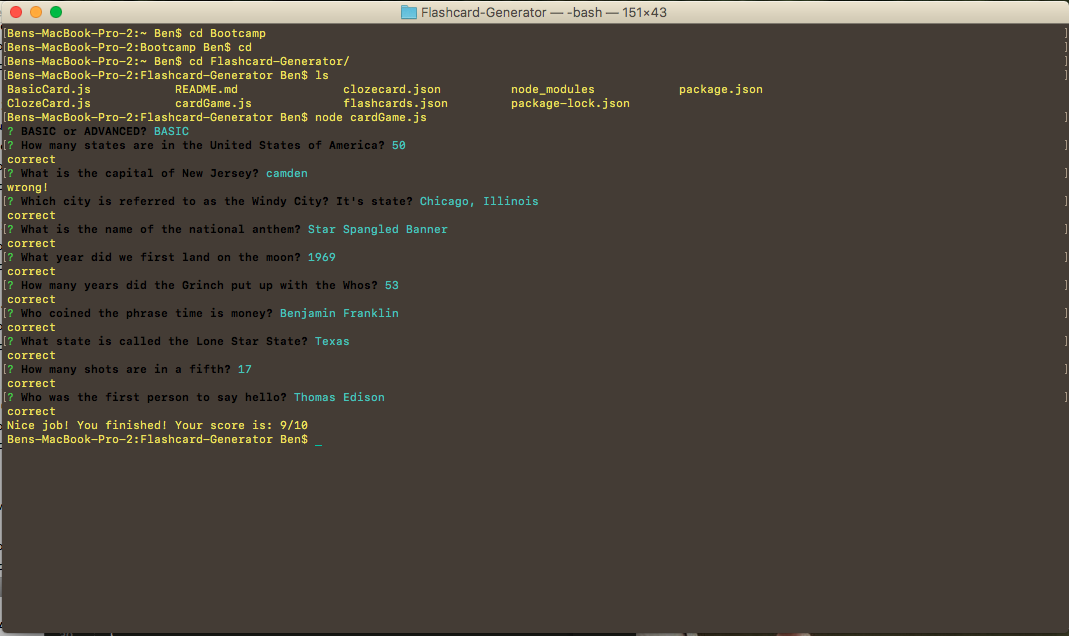 Flashcard-Generator — -bash — 151×43
[Bens-MacBook-Pro-2:~ Ben$ cd Bootcamp ]
[Bens-MacBook-Pro-2:Bootcamp Ben$ cd ]
[Bens-MacBook-Pro-2:~ Ben$ cd Flashcard-Generator/ ]
[Bens-MacBook-Pro-2:Flashcard-Generator Ben$ ls ]
BasicCard.js README.md clozecard.json node_modules package.json
ClozeCard.js cardGame.js flashcards.json package-lock.json
[Bens-MacBook-Pro-2:Flashcard-Generator Ben$ node cardGame.js ]
? BASIC or ADVANCED? BASIC
[? How many states are in the United States of America? 50 ]
correct
[? What is the capital of New Jersey? camden ]
wrong!
[? Which city is referred to as the Windy City? It's state? Chicago, Illinois ]
correct
[? What is the name of the national anthem? Star Spangled Banner ]
correct
[? What year did we first land on the moon? 1969 ]
correct
[? How many years did the Grinch put up with the Whos? 53 ]
correct
[? Who coined the phrase time is money? Benjamin Franklin ]
correct
[? What state is called the Lone Star State? Texas ]
correct
[? How many shots are in a fifth? 17 ]
correct
[? Who was the first person to say hello? Thomas Edison ]
correct
Nice job! You finished! Your score is: 9/10
Bens-MacBook-Pro-2:Flashcard-Generator Ben$ _